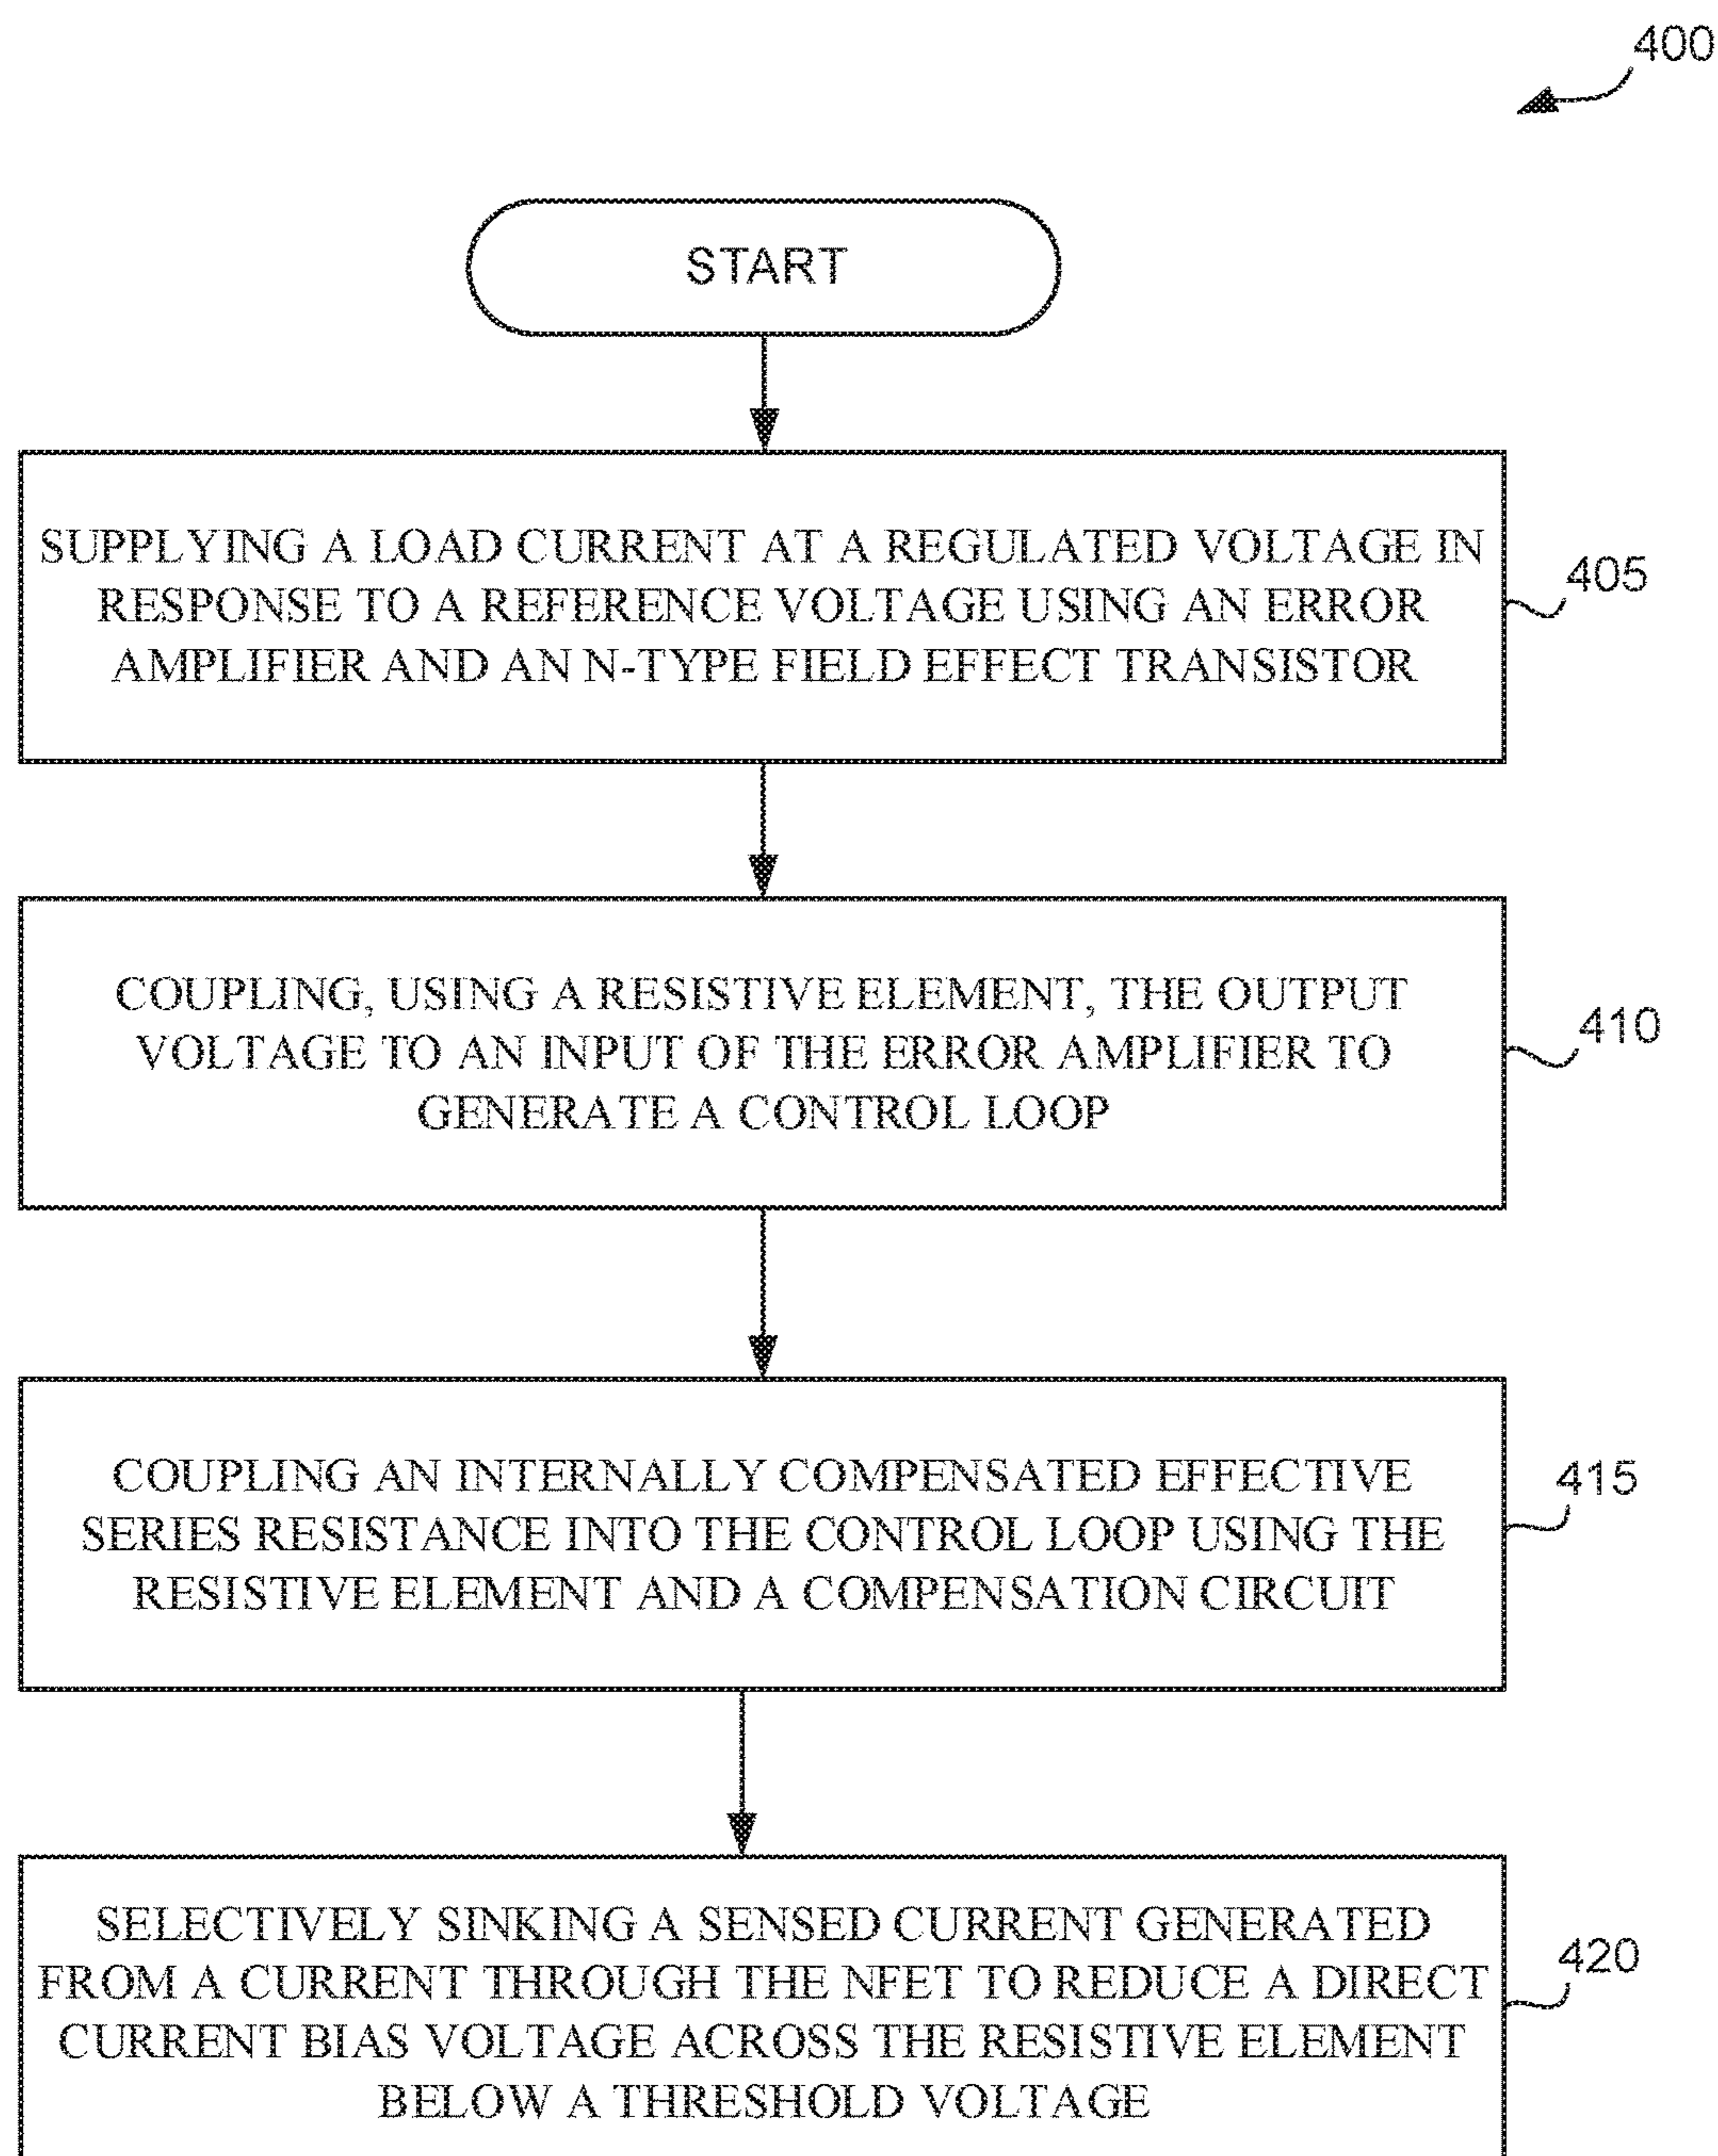 400
START
SUPPLYING A LOAD CURRENT AT A REGULATED VOLTAGE IN
RESPONSE TO A REFERENCE VOLTAGE USING AN ERROR
AMPLIFIER AND AN N-TYPE FIELD EFFECT TRANSISTOR
405
COUPLING, USING A RESISTIVE ELEMENT, THE OUTPUT
VOLTAGE TO AN INPUT OF THE ERROR AMPLIFIER TO
GENERATE A CONTROL LOOP
410
COUPLING AN INTERNALLY COMPENSATED EFFECTIVE
SERIES RESISTANCE INTO THE CONTROL LOOP USING THE
RESISTIVE ELEMENT AND A COMPENSATION CIRCUIT
415
SELECTIVELY SINKING A SENSED CURRENT GENERATED
FROM A CURRENT THROUGH THE NFET TO REDUCE A DIRECT
CURRENT BIAS VOLTAGE ACROSS THE RESISTIVE ELEMENT
BELOW A THRESHOLD VOLTAGE
420